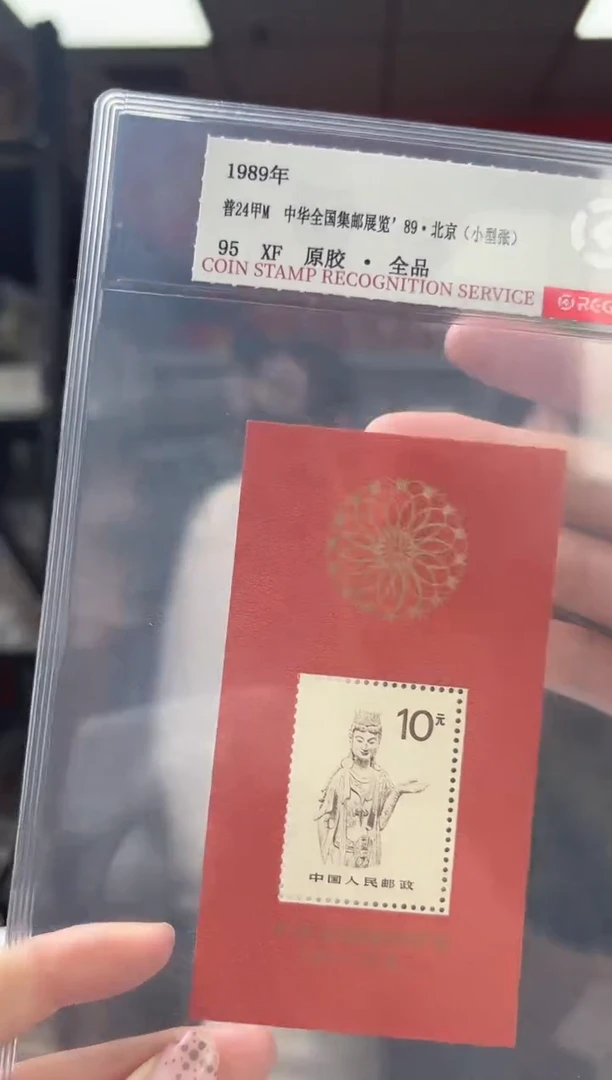 1989年
普24甲M 中华全国集邮展览’89·北京（小型张）
95 XF 原胶 · 全品
COIN STAMP RECOGNITION SERVICE
10元
中国人民邮政